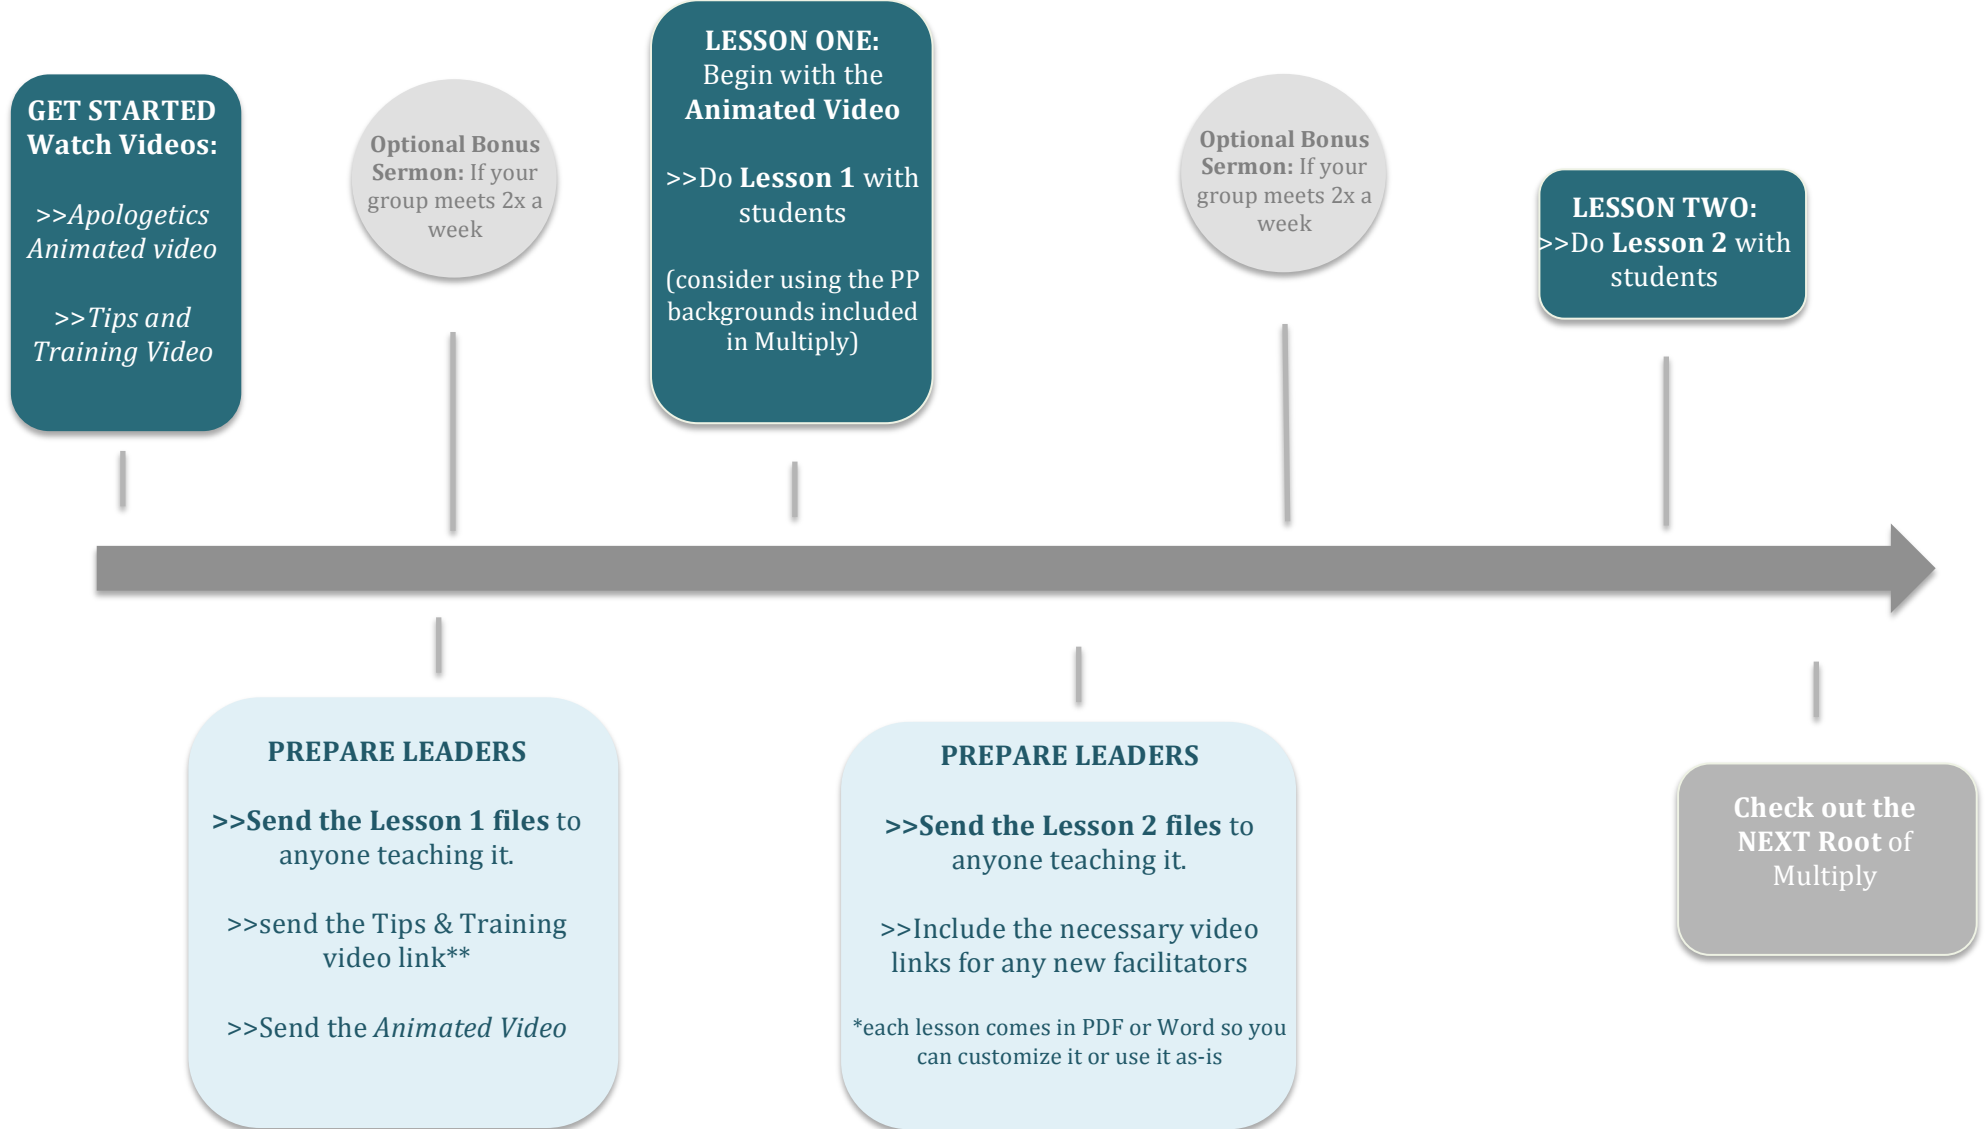 GET STARTED
Watch Videos:
>>Apologetics
Animated video
>>Tips and
Training Video
Optional Bonus
Sermon: If your
group meets 2x a
week
LESSON ONE:
Begin with the
Animated Video
>>Do Lesson 1 with
students
(consider using the PP
backgrounds included
in Multiply)
Optional Bonus
Sermon: If your
group meets 2x a
week
LESSON TWO:
>>Do Lesson 2 with
students
PREPARE LEADERS
>>Send the Lesson 1 files to
anyone teaching it.
>>send the Tips & Training
video link**
>>Send the Animated Video
PREPARE LEADERS
>>Send the Lesson 2 files to
anyone teaching it.
>>Include the necessary video
links for any new facilitators
*each lesson comes in PDF or Word so you
can customize it or use it as-is
Check out the
NEXT Root of
Multiply